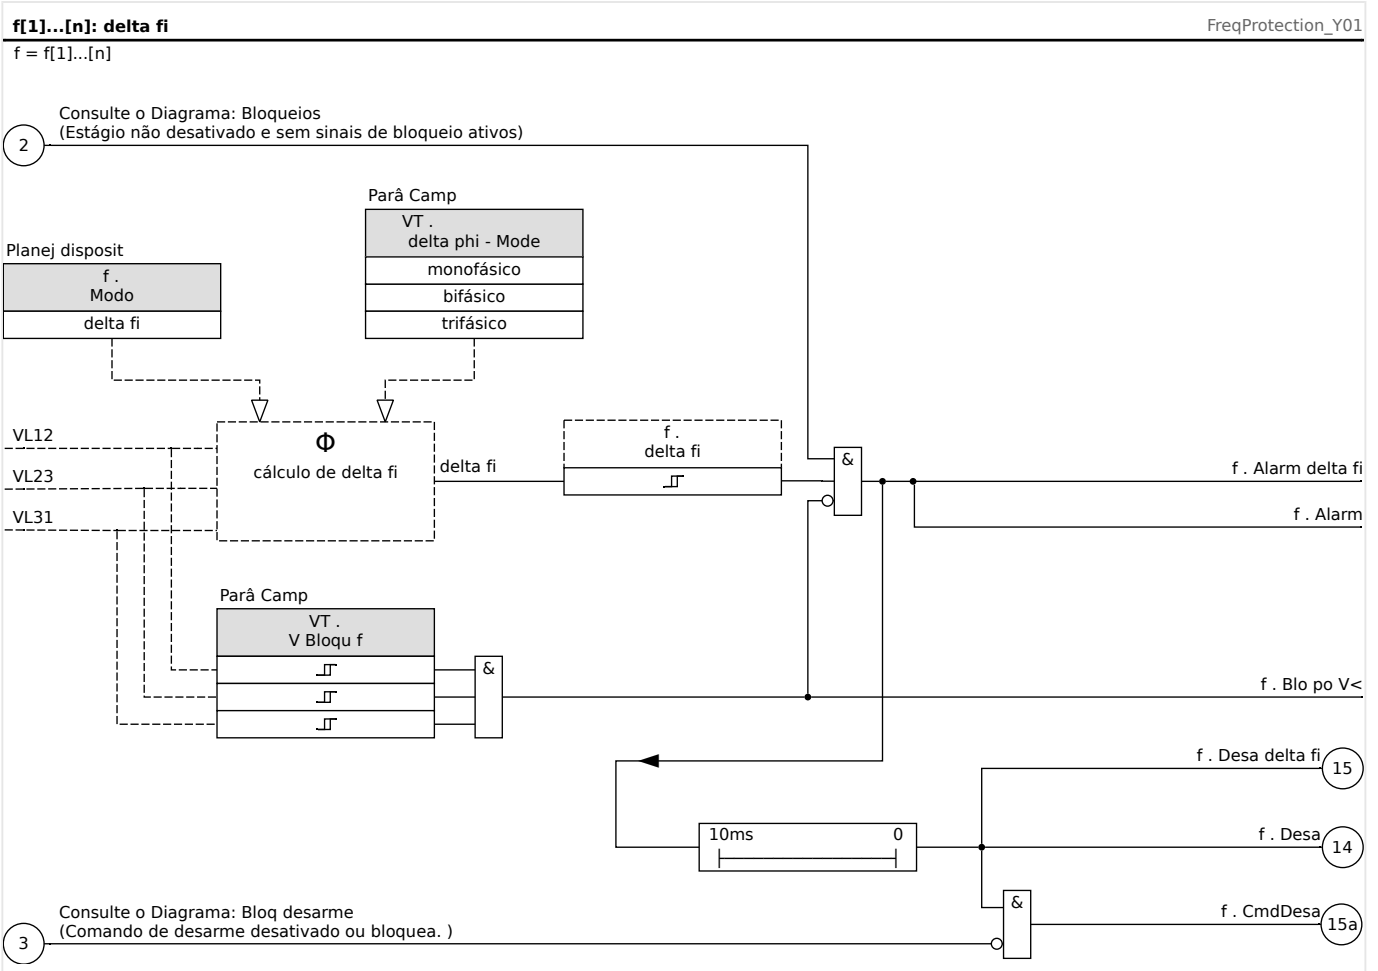 f[1]...[n]: delta fi
FreqProtection_Y01
f = f[1]...[n]
Consulte o Diagrama: Bloqueios
(Estágio não desativado e sem sinais de bloqueio ativos)
2
Parâ Camp
VT .
delta phi - Mode
monofásico
bifásico
trifásico
Planej disposit
f .
Modo
delta fi
VL12
VL23
VL31
Φ
cálculo de delta fi
delta fi
f .
delta fi
&
f . Alarm delta fi
f . Alarm
Parâ Camp
VT .
V Bloqu f
&
f . Blo po V<
f . Desa delta fi
15
10ms 0
f . Desa
14
&
f . CmdDesa
15a
Consulte o Diagrama: Bloq desarme
(Comando de desarme desativado ou bloquea. )
3